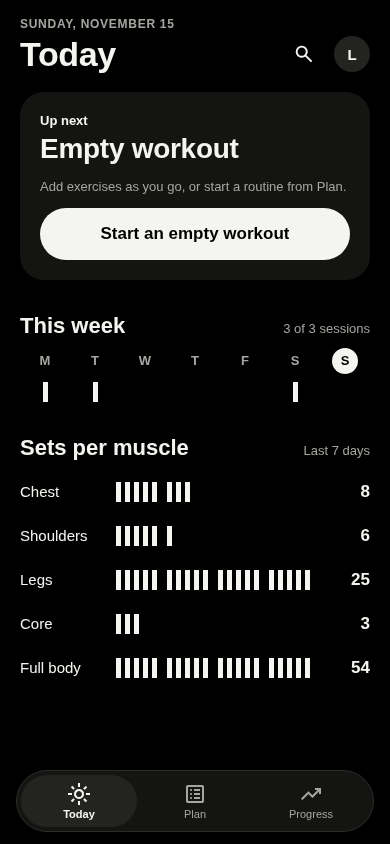 SUNDAY, NOVEMBER 15
Today
L
Up next
Empty workout
Add exercises as you go, or start a routine from Plan.
Start an empty workout
This week
3 of 3 sessions
M T W T F S S
Sets per muscle
Last 7 days
Chest 8
Shoulders 6
Legs 25
Core 3
Full body 54
Today Plan Progress